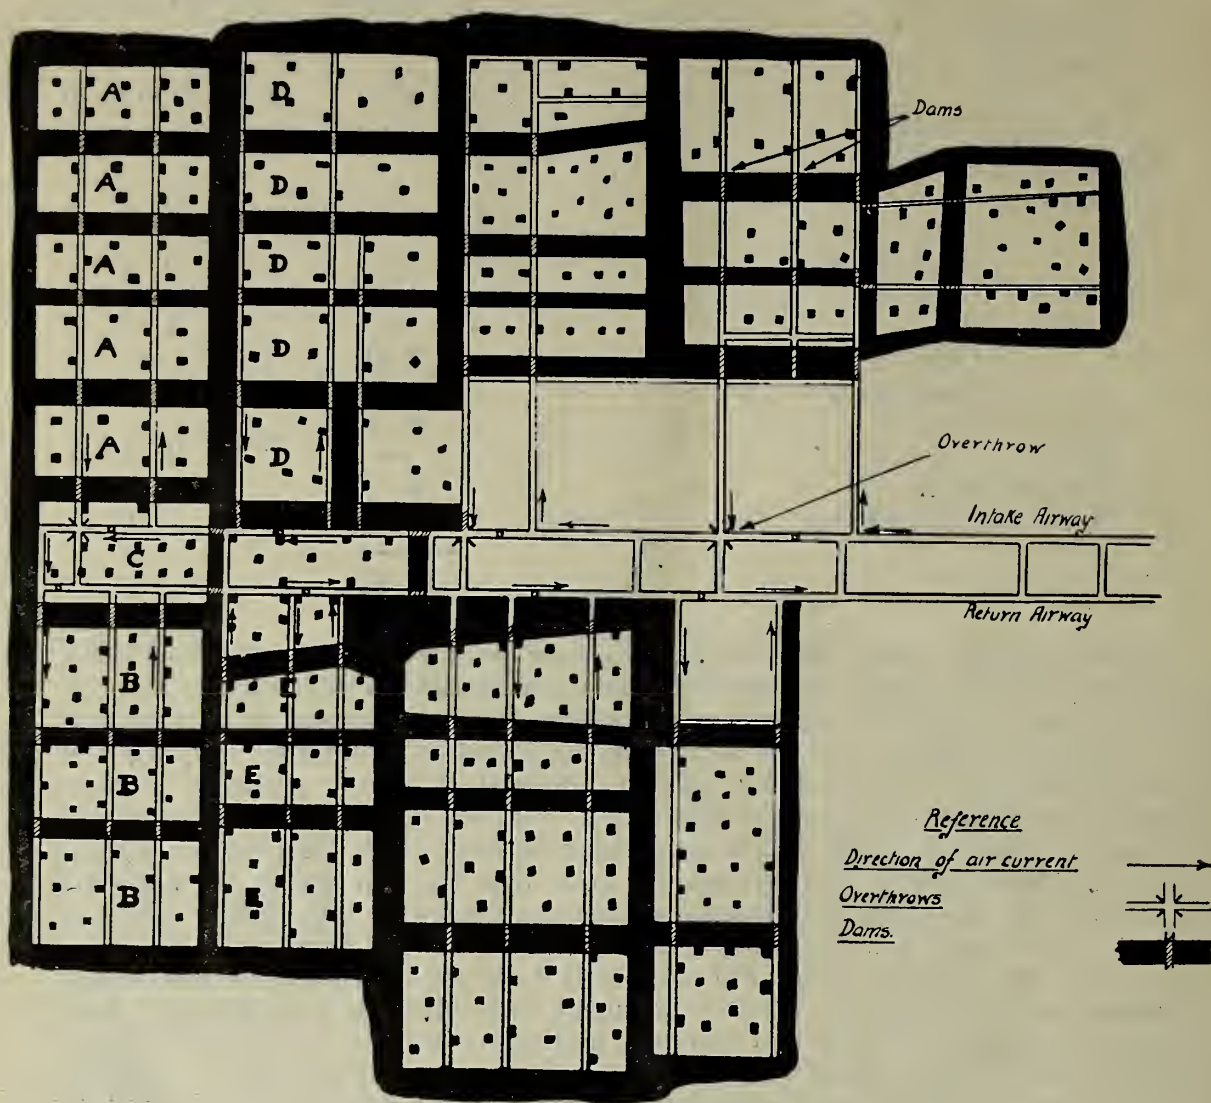 A D
Dams
A D
A D
A D
Overthrow
A D
Intake Airway
C
Return Airway
B E
B E
Reference
Direction of air current
B E
Overthrows
Dams.